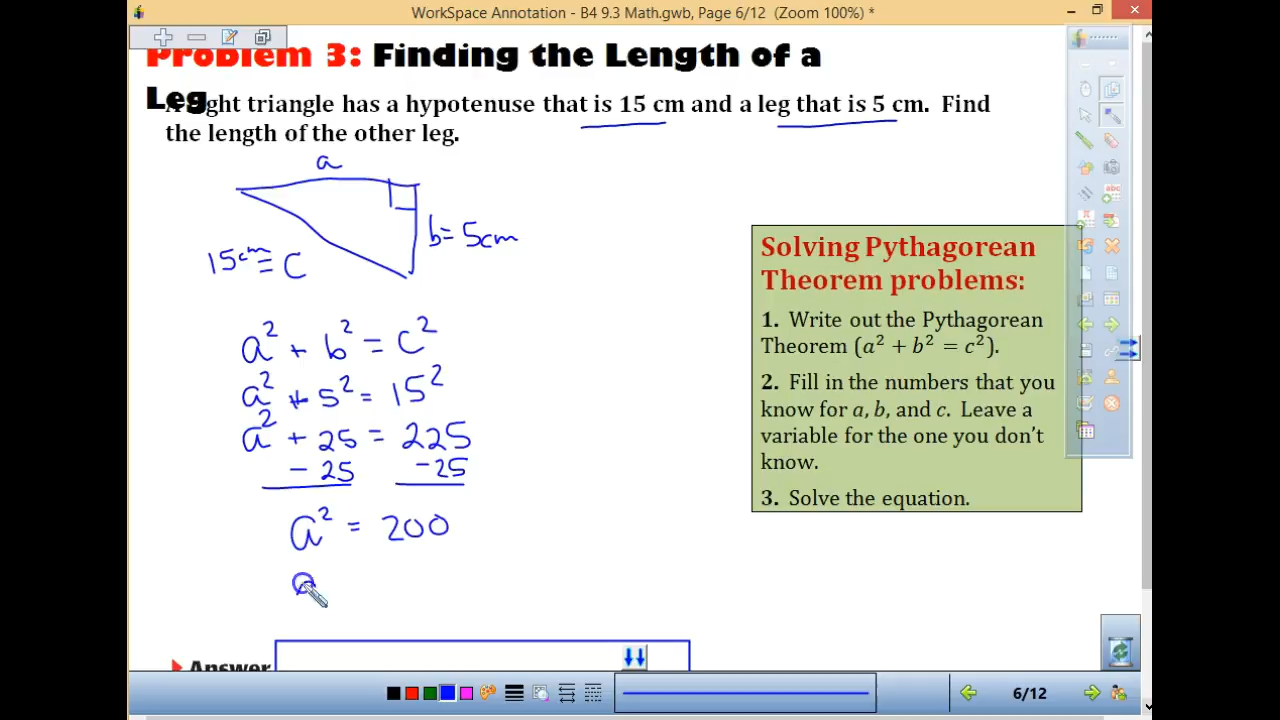 WorkSpace Annotation - B4 9.3 Math.gwb, Page 6/12 (Zoom 100%) *
Problem 3: Finding the Length of a
Leg
right triangle has a hypotenuse that is 15 cm and a leg that is 5 cm. Find
the length of the other leg.
a
b = 5cm
15cm = C
a² + b² = c²
a² + 5² = 15²
a² + 25 = 225
- 25 -25
a² = 200
Solving Pythagorean
Theorem problems:
1. Write out the Pythagorean
Theorem (a² + b² = c²).
2. Fill in the numbers that you
know for a, b, and c. Leave a
variable for the one you don't
know.
3. Solve the equation.
Answer
6/12